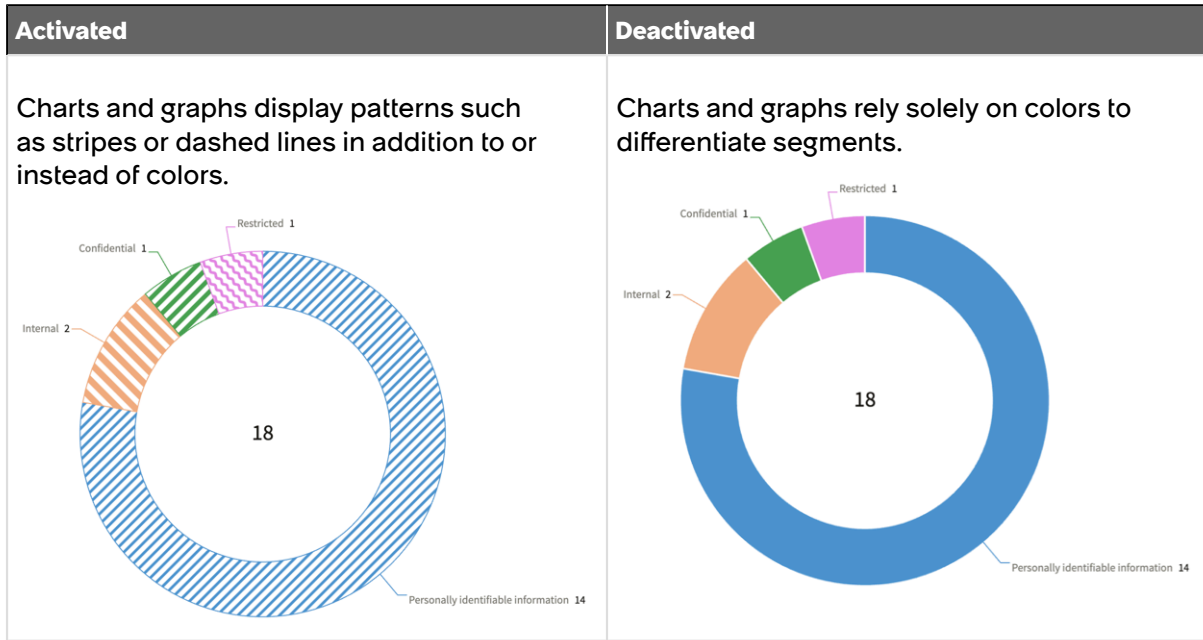 Activated
Deactivated
Charts and graphs display patterns such
as stripes or dashed lines in addition to or
instead of colors.
Restricted 1
Confidential 1
Internal 2
18
Personally identifiable information 14
Charts and graphs rely solely on colors to
differentiate segments.
Restricted 1
Confidential 1
Internal 2
18
Personally identifiable information 14